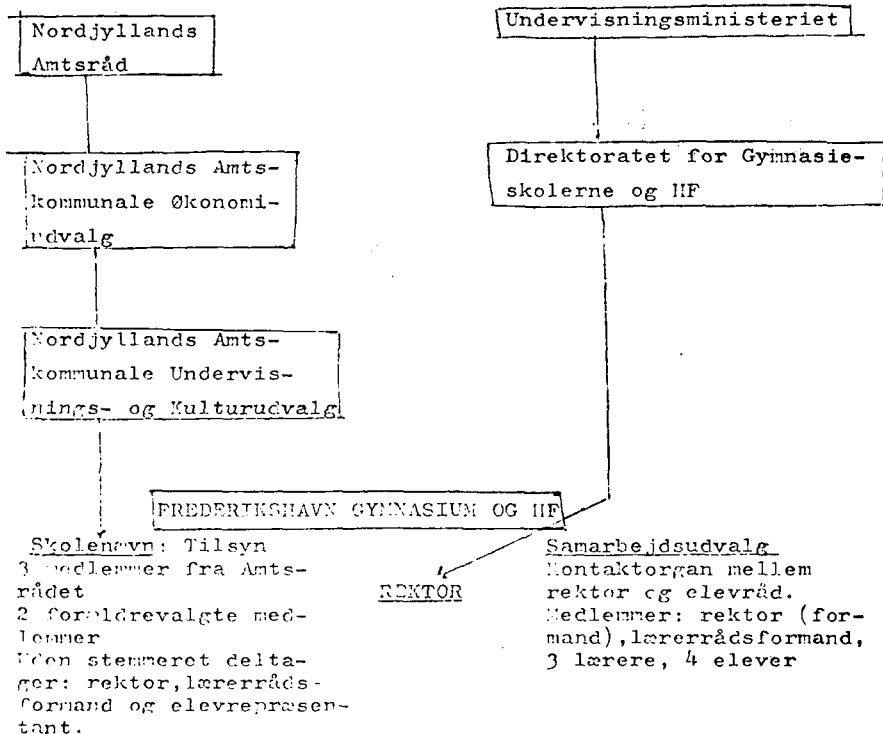 Nordjyllands
Amtsråd
Undervisningsministeriet
Nordjyllands Amts-
kommunale Økonomi-
udvalg
Direktoratet for Gymnasie-
skolerne og HF
Nordjyllands Amts-
kommunale Undervis-
nings- og Kulturudvalg
FREDERIKSHAVN GYMNASIUM OG HF
Skolenævn: Tilsyn
3 medlemmer fra Amts-
rådet
2 forældrevalgte med-
lemmer
Uden stemmeret delta-
ger: rektor, lærerråds-
formand og elevrepræsen-
tant.
REKTOR
Samarbejdsudvalg
Kontaktorgan mellem
rektor og elevråd.
Medlemmer: rektor (for-
mand), lærerrådsformand,
3 lærere, 4 elever